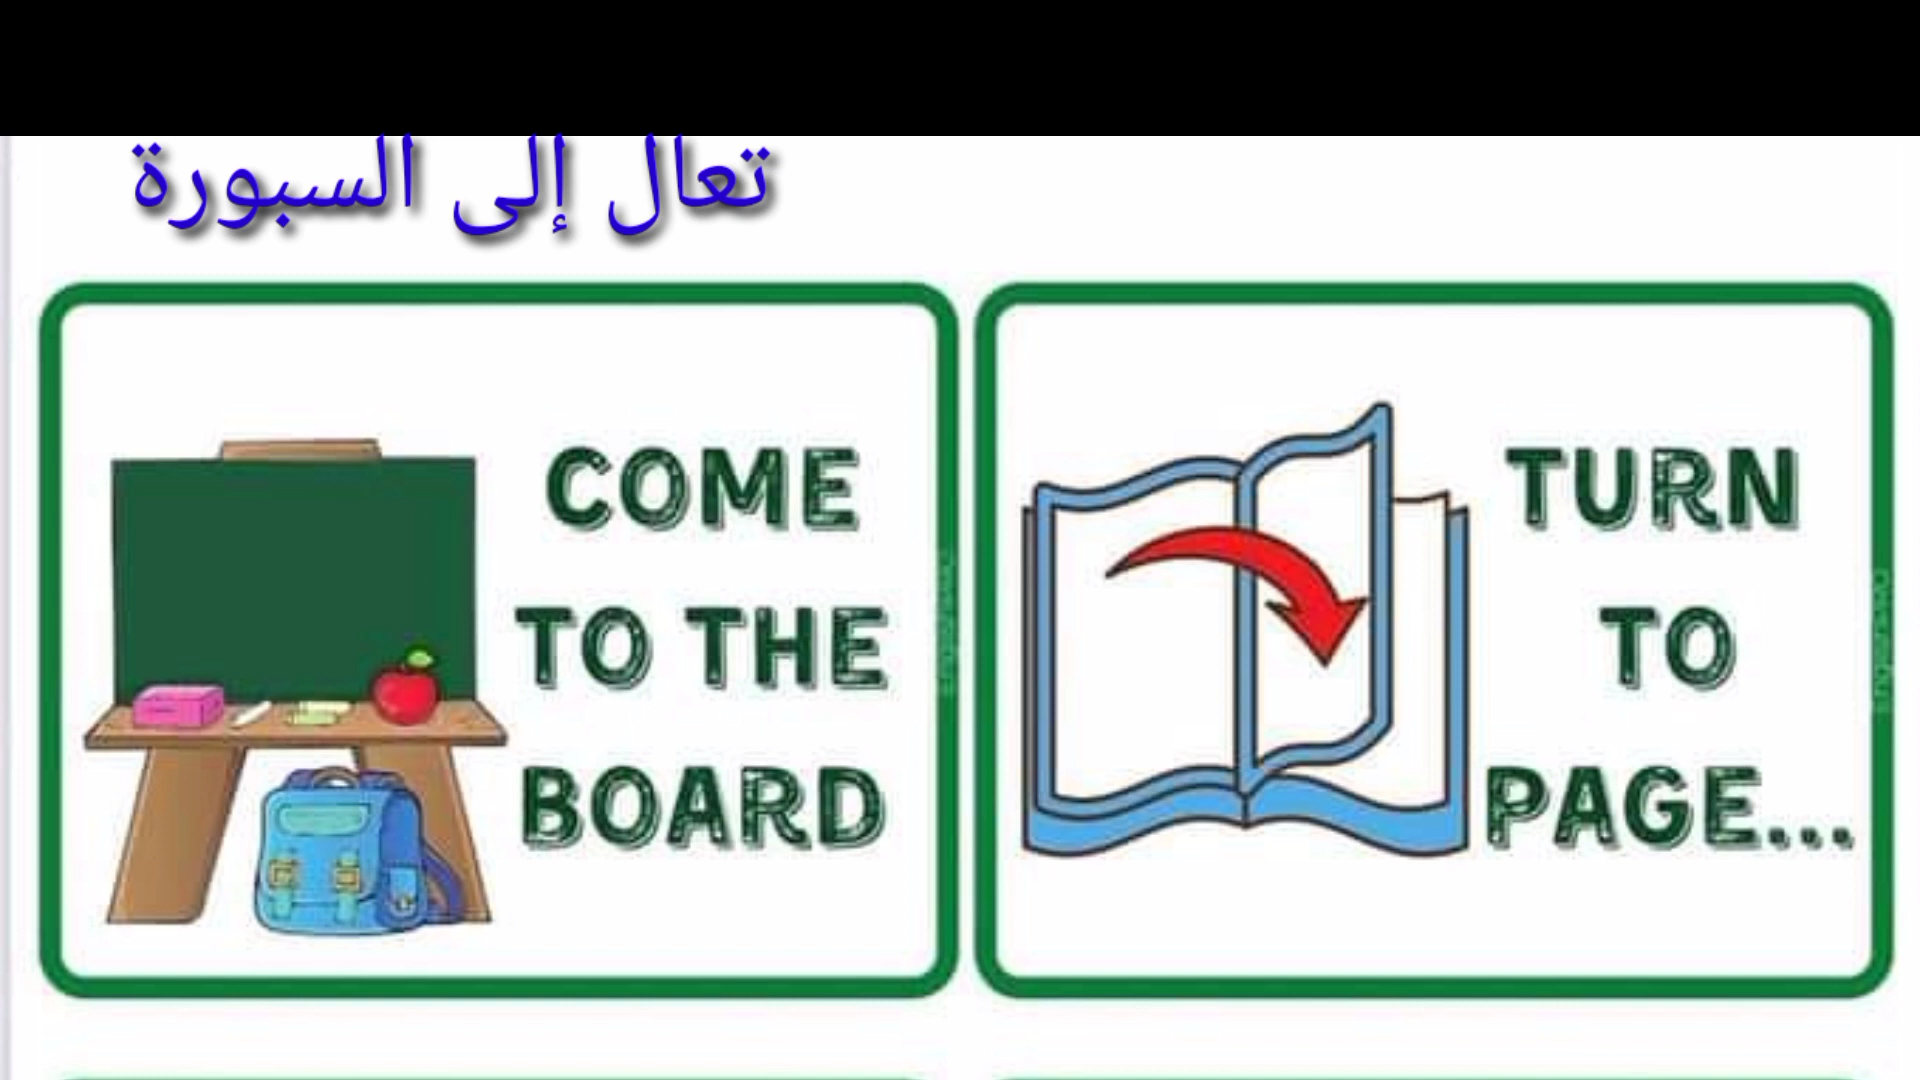 تعال إلى السبورة
COME
TO THE
BOARD
TURN
TO
PAGE...